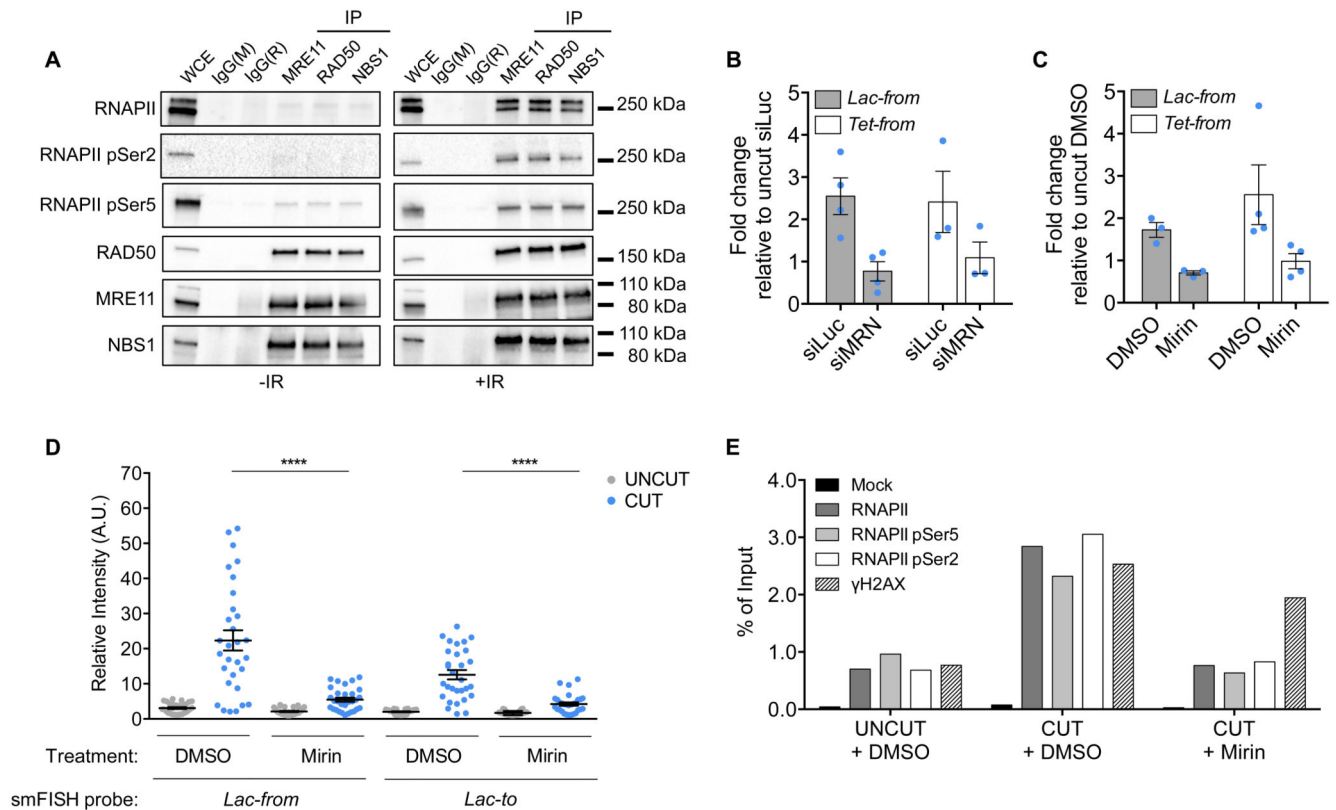 A
IP
IP
WCE IgG(M) IgG(R) MRE11 RAD50 NBS1
WCE IgG(M) IgG(R) MRE11 RAD50 NBS1
RNAPII
250 kDa
RNAPII pSer2
250 kDa
RNAPII pSer5
250 kDa
RAD50
150 kDa
MRE11
110 kDa
80 kDa
NBS1
110 kDa
80 kDa
-IR
+IR
B
Fold change
relative to uncut siLuc
Lac-from
Tet-from
5
4
3
2
1
0
siLuc
siMRN
siLuc
siMRN
C
Fold change
relative to uncut DMSO
Lac-from
Tet-from
5
4
3
2
1
0
DMSO
Mirin
DMSO
Mirin
D
Relative Intensity (A.U.)
70
60
50
40
30
20
10
0
****
****
UNCUT
CUT
Treatment: DMSO Mirin DMSO Mirin
smFISH probe: Lac-from Lac-to
E
% of Input
4.0
3.0
2.0
1.0
0.0
Mock
RNAPII
RNAPII pSer5
RNAPII pSer2
γH2AX
UNCUT
+ DMSO
CUT
+ DMSO
CUT
+ Mirin